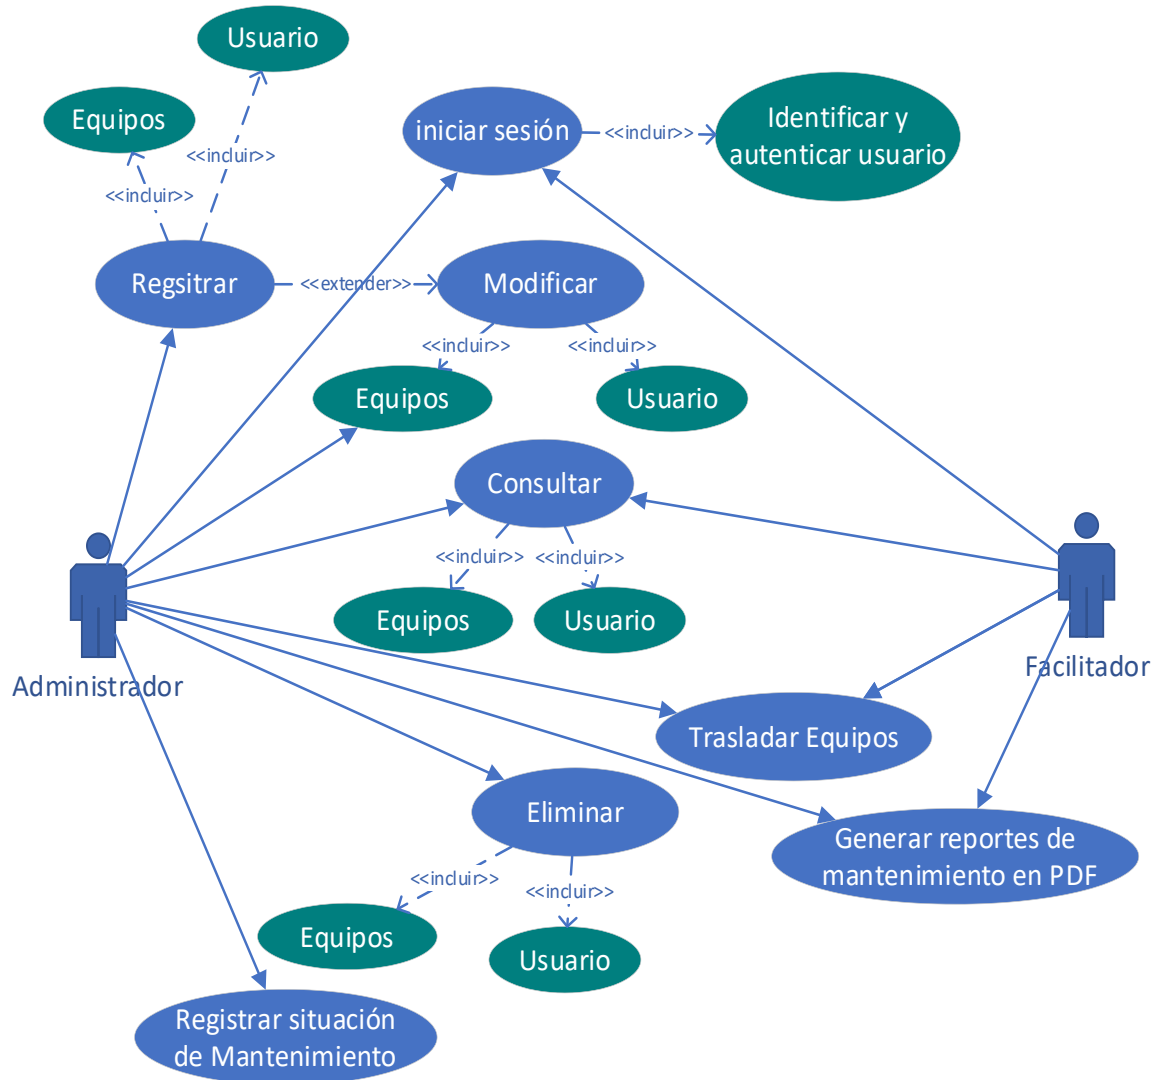 Usuario
Equipos
iniciar sesión
<<incluir>>
Identificar y
autenticar usuario
<<incluir>>
<<incluir>>
Regsitrar
<<extender>>
Modificar
<<incluir>>
<<incluir>>
Equipos
Usuario
Consultar
<<incluir>>
<<incluir>>
Equipos
Usuario
Administrador
Facilitador
Trasladar Equipos
Eliminar
Generar reportes de
mantenimiento en PDF
<<incluir>>
<<incluir>>
Equipos
Usuario
Registrar situación
de Mantenimiento